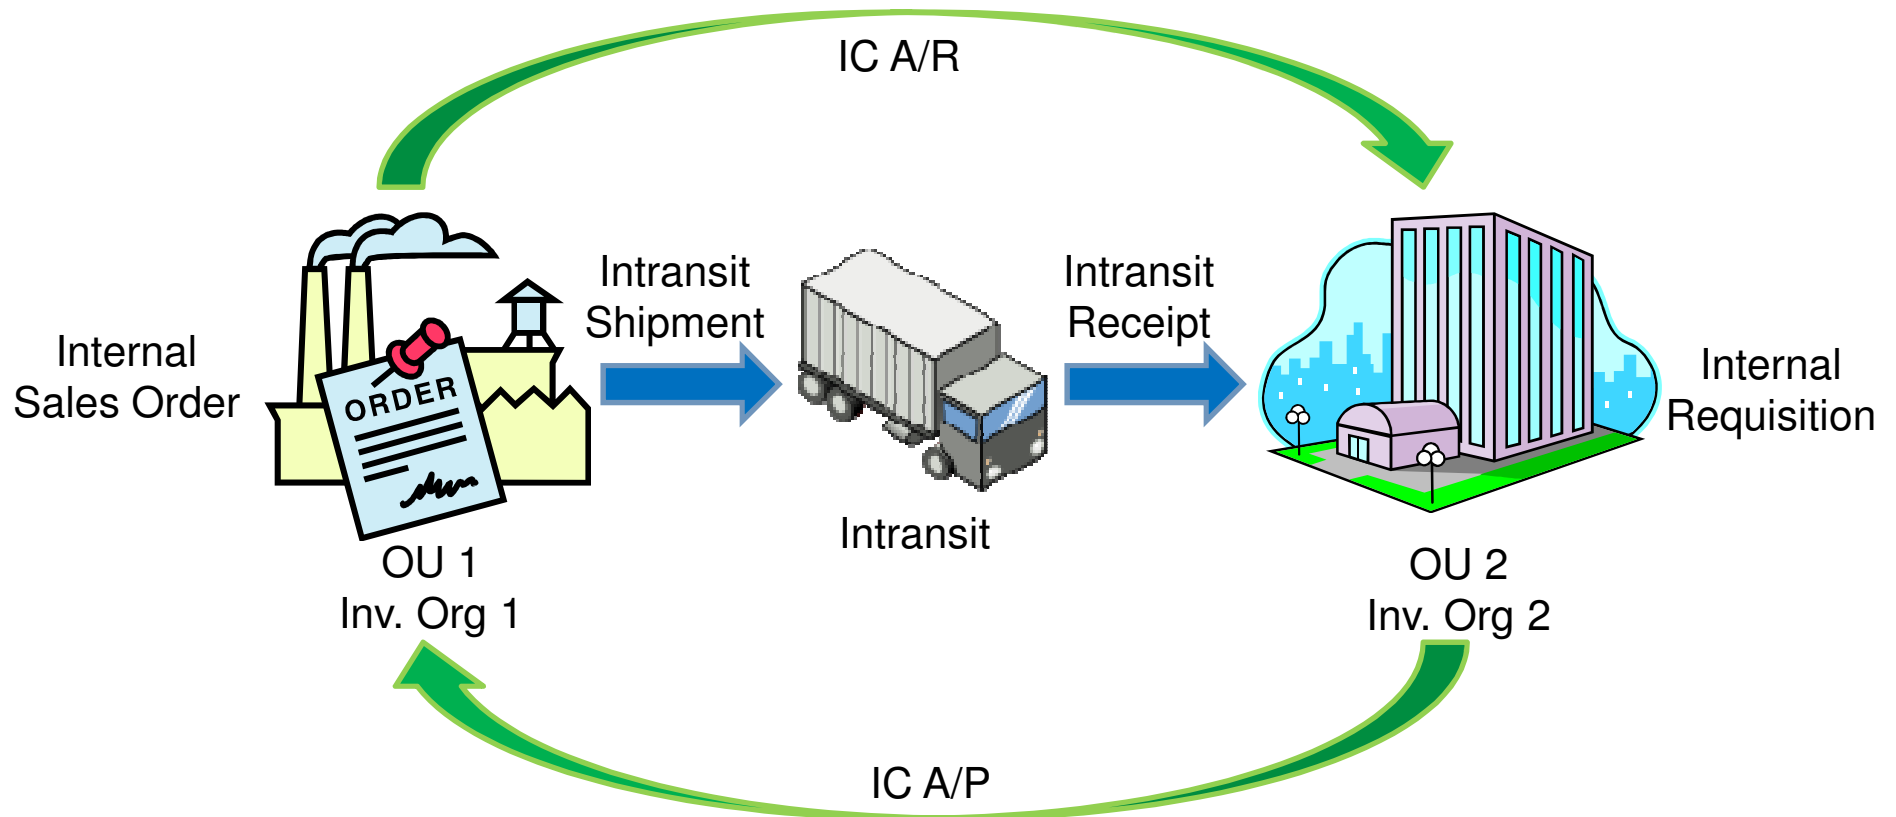 IC A/R
Internal
Sales Order
ORDER
Intransit
Shipment
Intransit
Receipt
Internal
Requisition
Intransit
OU 1
Inv. Org 1
OU 2
Inv. Org 2
IC A/P